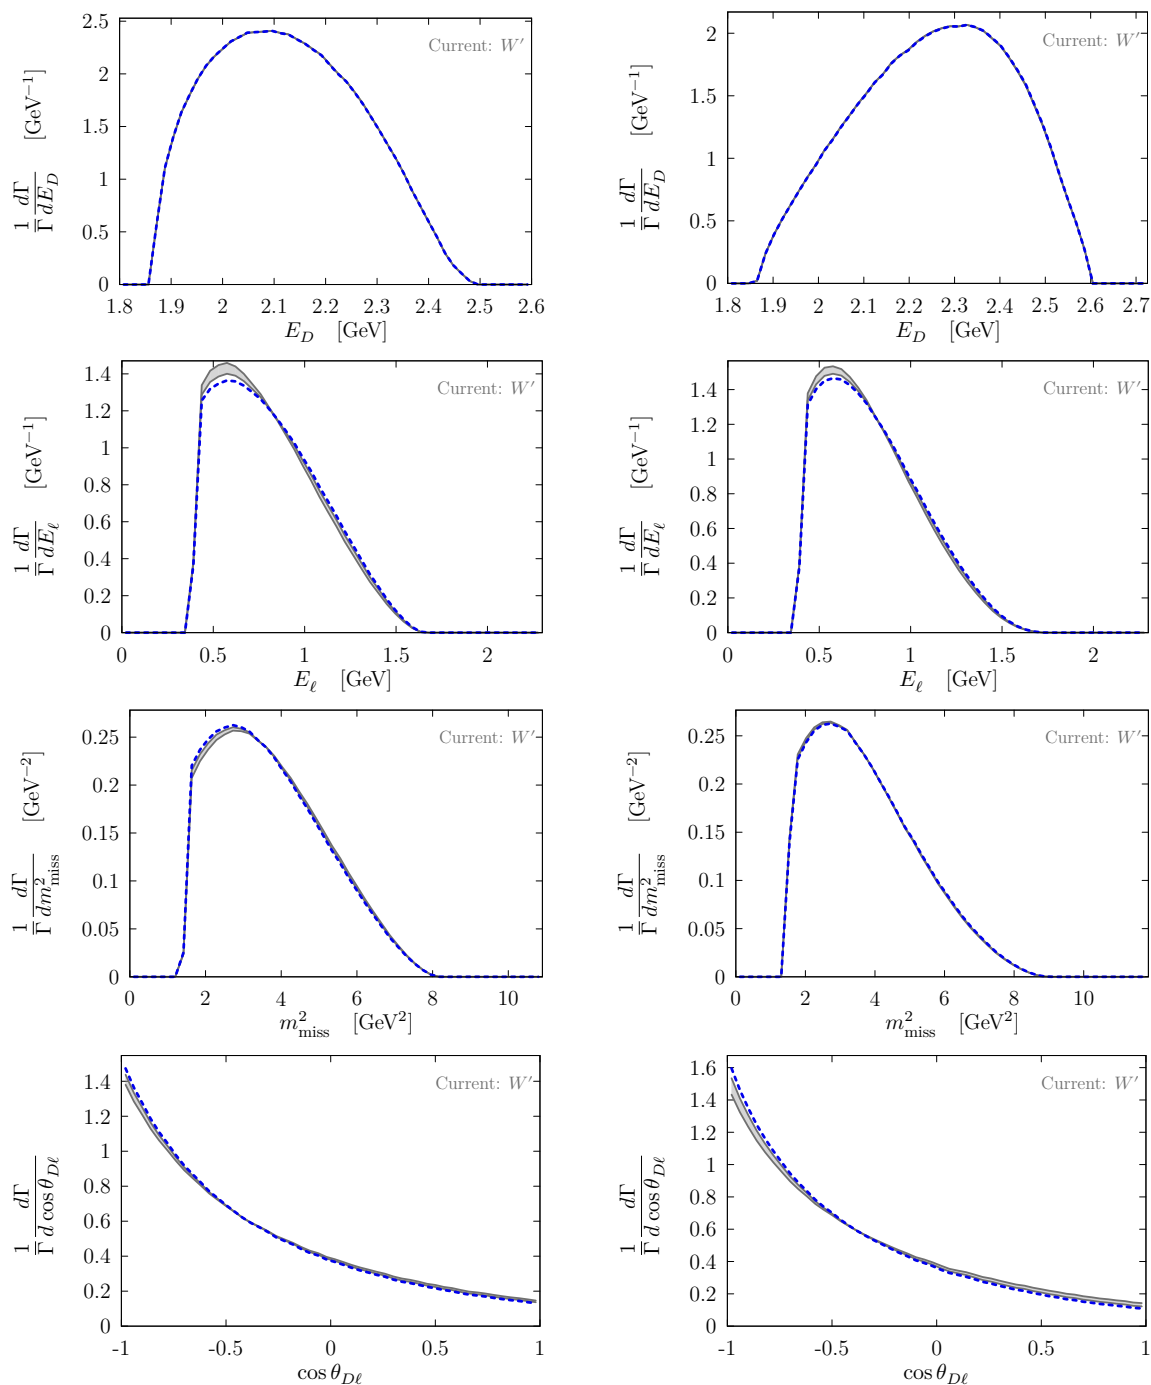 2.5
2
1.5
1
0.5
0
1.8 1.9 2 2.1 2.2 2.3 2.4 2.5 2.6
E_D [GeV]
1/Γ dΓ/dE_D [GeV⁻¹]
Current: W′
2
1.5
1
0.5
0
1.8 1.9 2 2.1 2.2 2.3 2.4 2.5 2.6 2.7
E_D [GeV]
1/Γ dΓ/dE_D [GeV⁻¹]
Current: W′
1.4
1.2
1
0.8
0.6
0.4
0.2
0
0 0.5 1 1.5 2
E_ℓ [GeV]
1/Γ dΓ/dE_ℓ [GeV⁻¹]
Current: W′
1.4
1.2
1
0.8
0.6
0.4
0.2
0
0 0.5 1 1.5 2
E_ℓ [GeV]
1/Γ dΓ/dE_ℓ [GeV⁻¹]
Current: W′
0.25
0.2
0.15
0.1
0.05
0
0 2 4 6 8 10
m²_miss [GeV²]
1/Γ dΓ/dm²_miss [GeV⁻²]
Current: W′
0.25
0.2
0.15
0.1
0.05
0
0 2 4 6 8 10
m²_miss [GeV²]
1/Γ dΓ/dm²_miss [GeV⁻²]
Current: W′
1.4
1.2
1
0.8
0.6
0.4
0.2
0
-1 -0.5 0 0.5 1
cos θ_Dℓ
1/Γ dΓ/d cos θ_Dℓ
Current: W′
1.6
1.4
1.2
1
0.8
0.6
0.4
0.2
0
-1 -0.5 0 0.5 1
cos θ_Dℓ
1/Γ dΓ/d cos θ_Dℓ
Current: W′